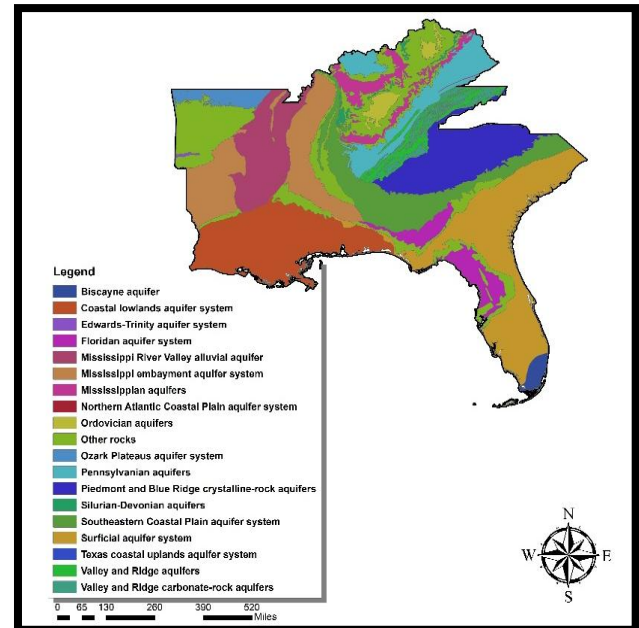 Legend
Biscayne aquifer
Coastal lowlands aquifer system
Edwards-Trinity aquifer system
Floridan aquifer system
Mississippi River Valley alluvial aquifer
Mississippi embayment aquifer system
Mississippian aquifers
Northern Atlantic Coastal Plain aquifer system
Ordovician aquifers
Other rocks
Ozark Plateaus aquifer system
Pennsylvanian aquifers
Piedmont and Blue Ridge crystalline-rock aquifers
Silurian-Devonian aquifers
Southeastern Coastal Plain aquifer system
Surficial aquifer system
Texas coastal uplands aquifer system
Valley and Ridge aquifers
Valley and Ridge carbonate-rock aquifers
0 65 130 260 390 520
Miles
N
W E
S